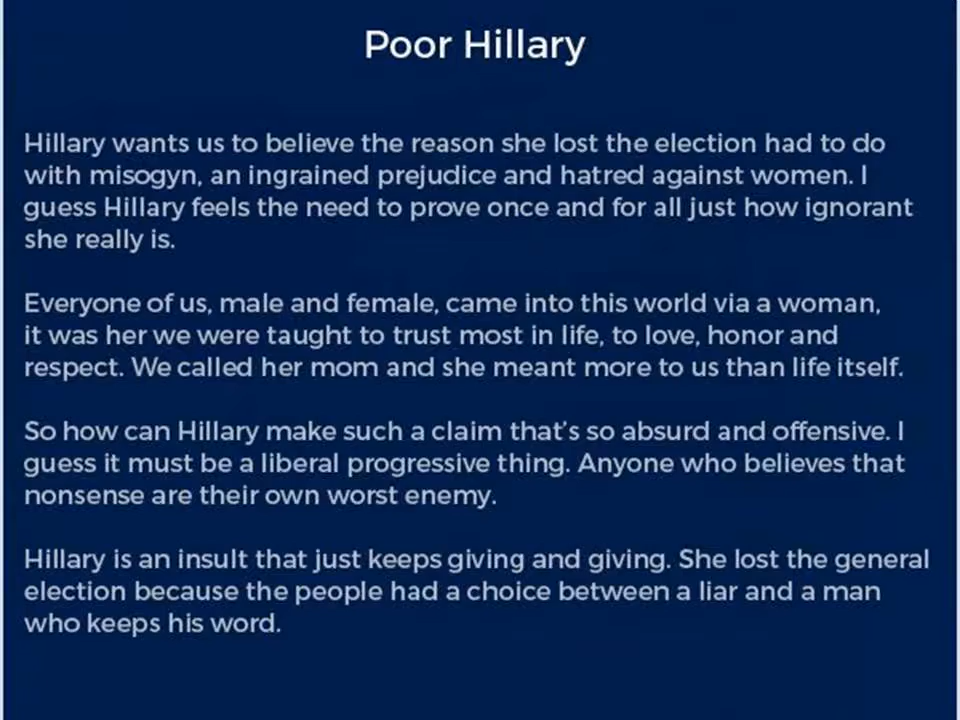 Poor Hillary
Hillary wants us to believe the reason she lost the election had to do
with misogyn, an ingrained prejudice and hatred against women. I
guess Hillary feels the need to prove once and for all just how ignorant
she really is.
Everyone of us, male and female, came into this world via a woman,
it was her we were taught to trust most in life, to love, honor and
respect. We called her mom and she meant more to us than life itself.
So how can Hillary make such a claim that's so absurd and offensive. I
guess it must be a liberal progressive thing. Anyone who believes that
nonsense are their own worst enemy.
Hillary is an insult that just keeps giving and giving. She lost the general
election because the people had a choice between a liar and a man
who keeps his word.